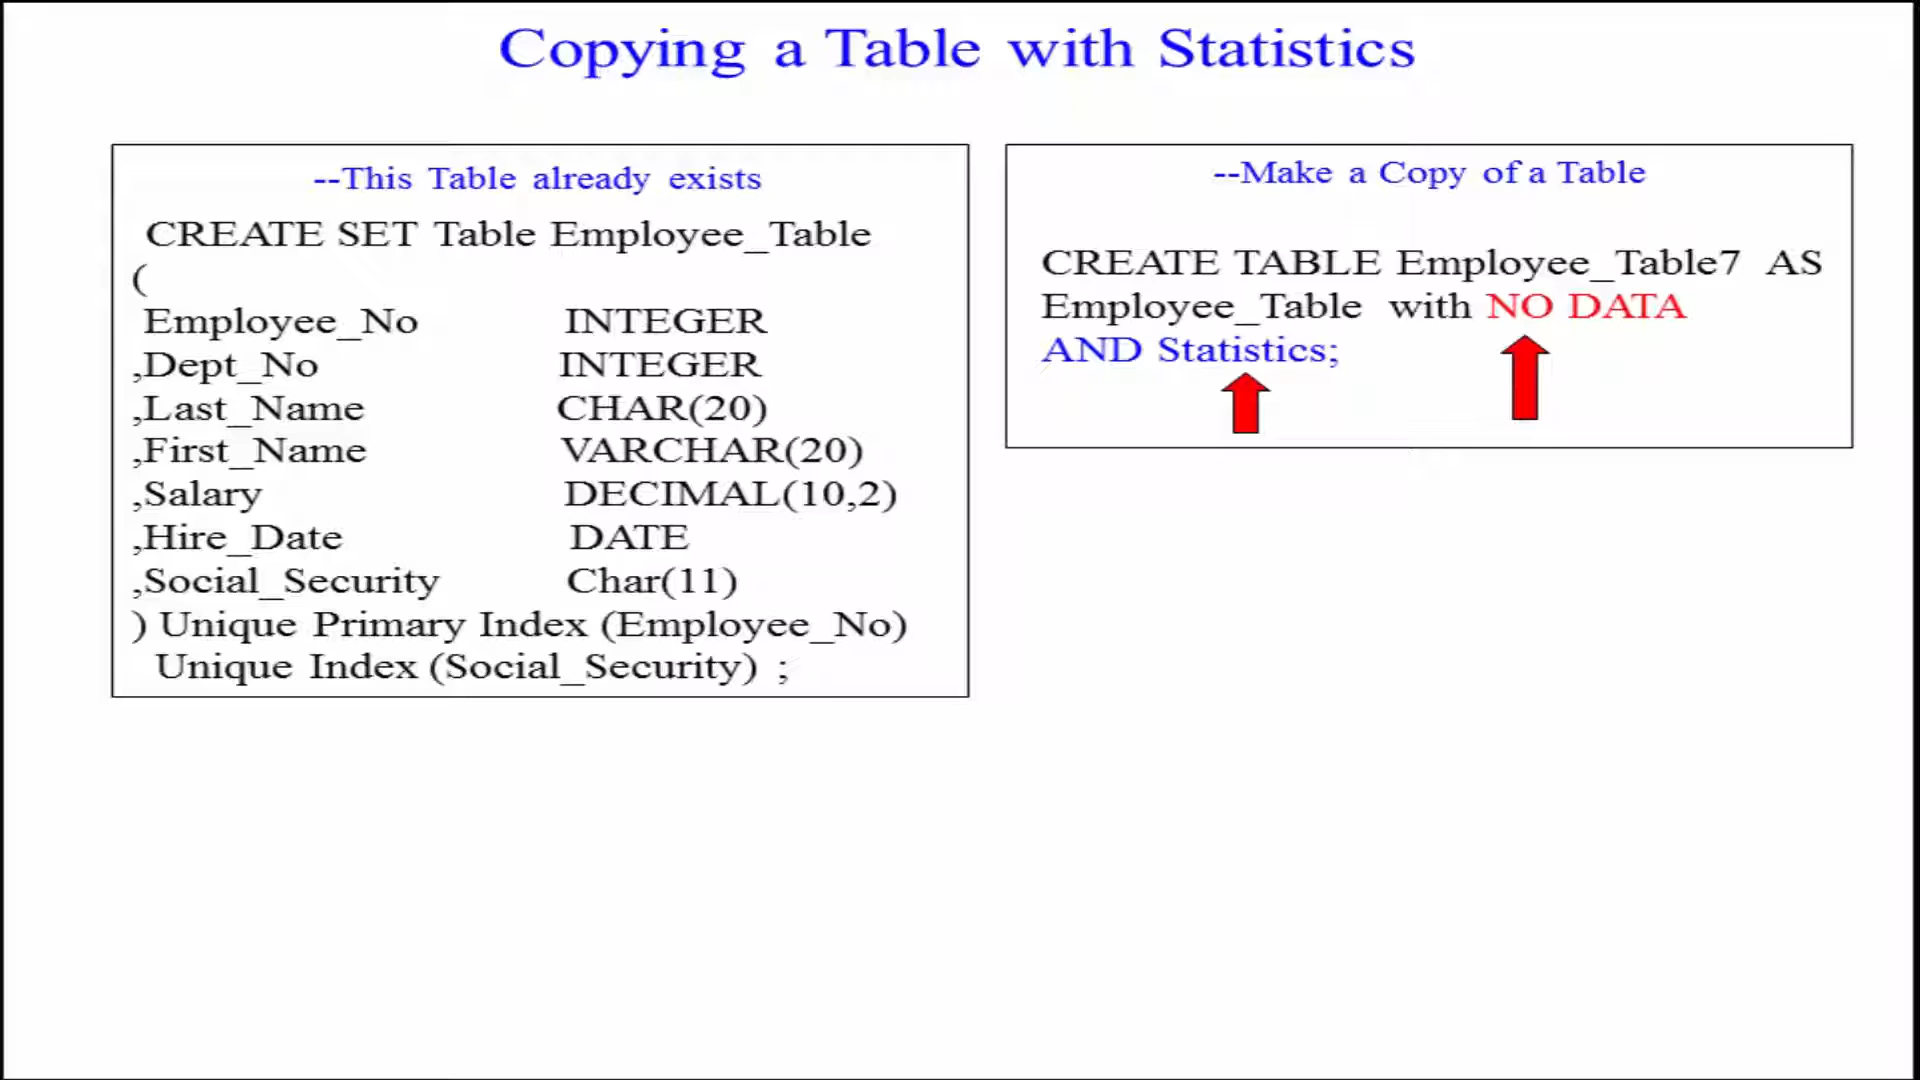 Copying a Table with Statistics
--This Table already exists
CREATE SET Table Employee_Table
(
Employee_No INTEGER
,Dept_No INTEGER
,Last_Name CHAR(20)
,First_Name VARCHAR(20)
,Salary DECIMAL(10,2)
,Hire_Date DATE
,Social_Security Char(11)
) Unique Primary Index (Employee_No)
Unique Index (Social_Security) ;
--Make a Copy of a Table
CREATE TABLE Employee_Table7 AS
Employee_Table with NO DATA
AND Statistics;